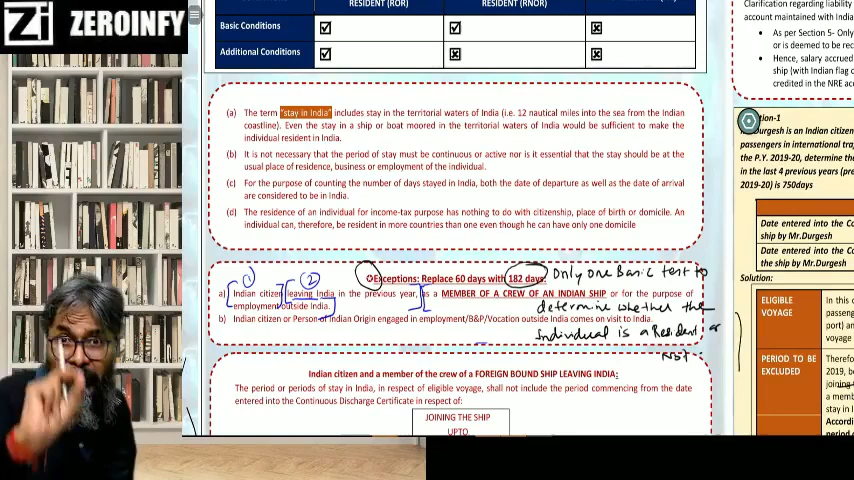 Zi ZEROINFY
RESIDENT (ROR)
RESIDENT (RNOR)
Basic Conditions
Additional Conditions
(a) The term "stay in India" includes stay in the territorial waters of India (i.e. 12 nautical miles into the sea from the Indian
coastline). Even the stay in a ship or boat moored in the territorial waters of India would be sufficient to make the
individual resident in India.
(b) It is not necessary that the period of stay must be continuous or active nor is it essential that the stay should be at the
usual place of residence, business or employment of the individual.
(c) For the purpose of counting the number of days stayed in India, both the date of departure as well as the date of arrival
are considered to be in India.
(d) The residence of an individual for income-tax purpose has nothing to do with citizenship, place of birth or domicile. An
individual can, therefore, be resident in more countries than one even though he can have only one domicile
1 2
Exceptions: Replace 60 days with 182 days: Only one Basic test to
a) Indian citizen leaving India in the previous year, as a MEMBER OF A CREW OF AN INDIAN SHIP or for the purpose of
employment outside India. determine whether the
b) Indian citizen or Person of Indian Origin engaged in employment/B&P/Vocation outside India comes on visit to India.
Individual is a Resident or
Not
Indian citizen and a member of the crew of a FOREIGN BOUND SHIP LEAVING INDIA:
The period or periods of stay in India, in respect of eligible voyage, shall not include the period commencing from the date
entered into the Continuous Discharge Certificate in respect of:
JOINING THE SHIP
UPTO
Clarification regarding liability
account maintained with Indian
• As per Section 5- Only
or is deemed to be rec
• Hence, salary accrued
ship (with Indian flag o
credited in the NRE ac
tion-1
urgesh is an Indian citizen
passengers in international tra
the P.Y. 2019-20, determine th
in the last 4 previous years (pre
2019-20) is 750days
Date entered into the Co
ship by Mr.Durgesh
Date entered into the Co
the ship by Mr.Durgesh
Solution:
ELIGIBLE
VOYAGE
In this c
passenge
port) an
voyage
PERIOD TO BE
EXCLUDED
Therefo
2019, be
joining
a memb
stay in I
Accord
period